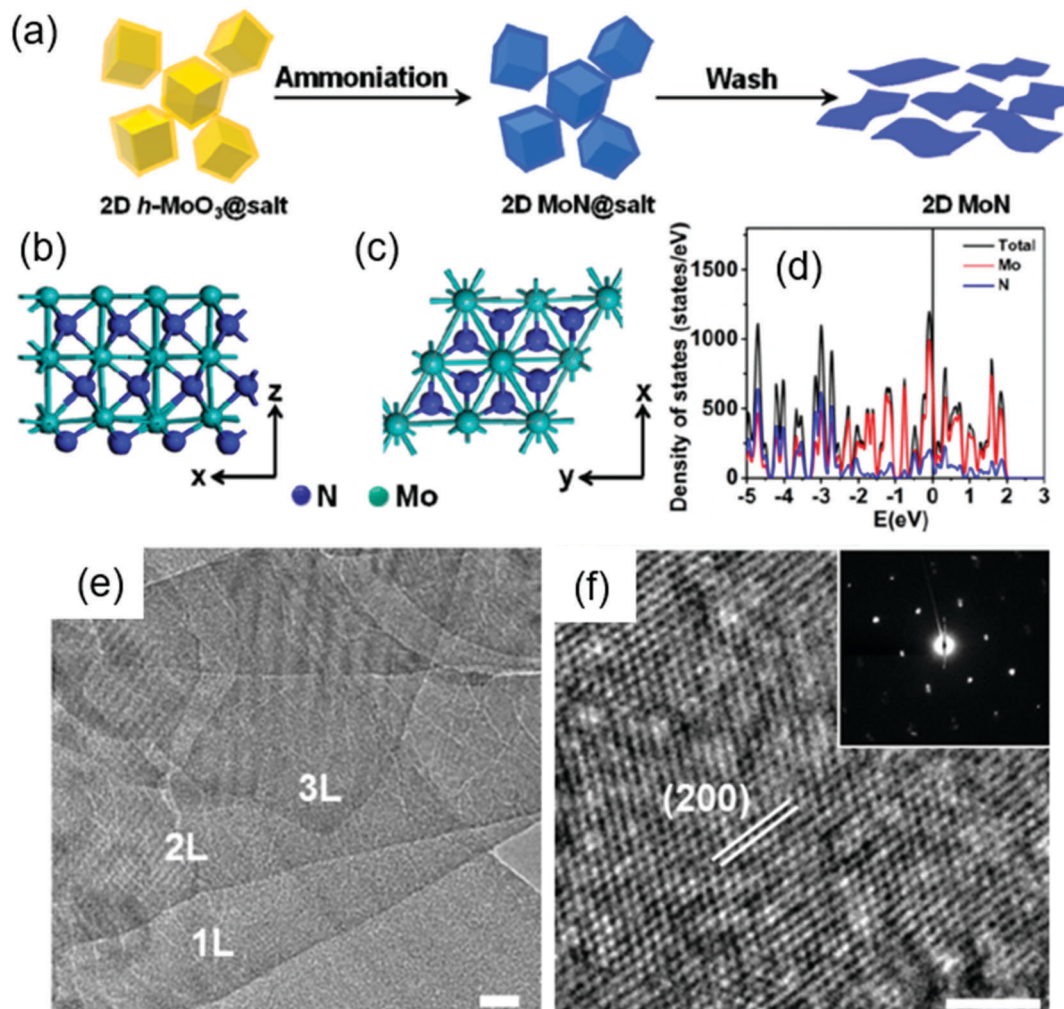 (a)
Ammoniation
Wash
2D h-MoO₃@salt
2D MoN@salt
2D MoN
(b)
z
x
(c)
x
y
N
Mo
(d)
Total
Mo
N
Density of states (states/eV)
1500
1000
500
0
-5 -4 -3 -2 -1 0 1 2 3
E(eV)
(e)
3L
2L
1L
(f)
(200)